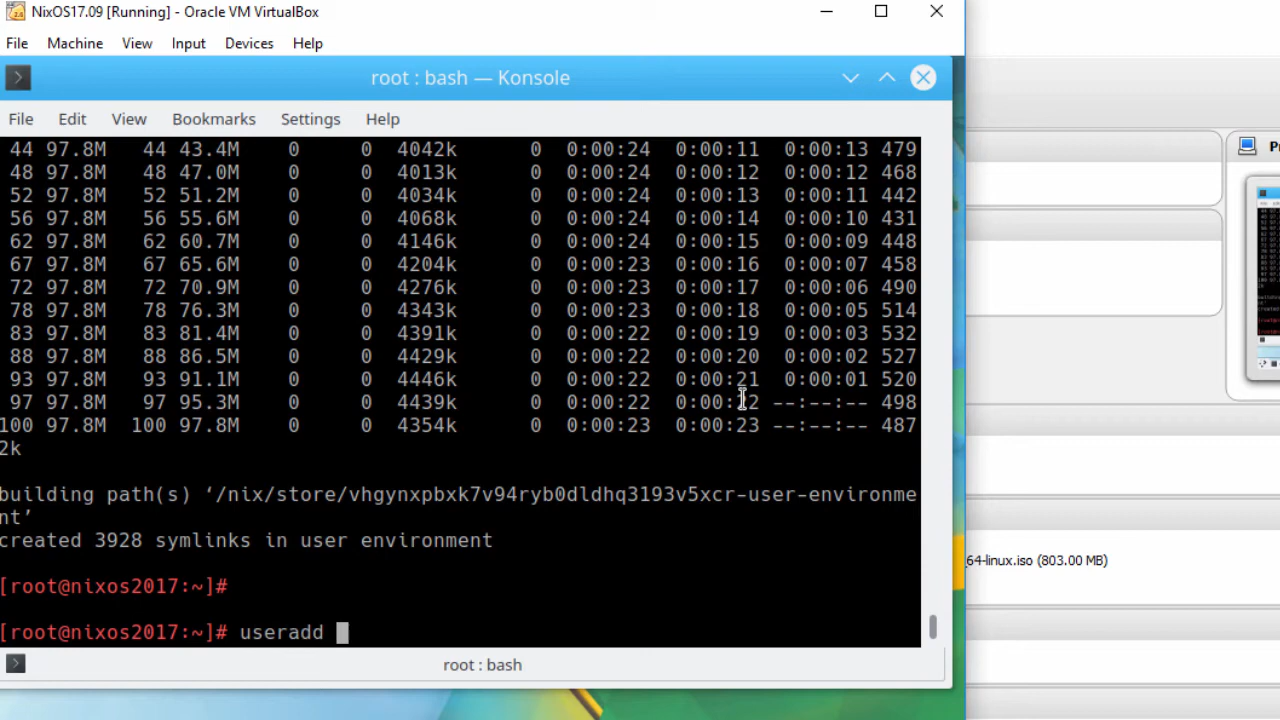 NixOS17.09 [Running] - Oracle VM VirtualBox
File Machine View Input Devices Help
root : bash — Konsole
File Edit View Bookmarks Settings Help
44 97.8M 44 43.4M 0 0 4042k 0 0:00:24 0:00:11 0:00:13 479
48 97.8M 48 47.0M 0 0 4013k 0 0:00:24 0:00:12 0:00:12 468
52 97.8M 52 51.2M 0 0 4034k 0 0:00:24 0:00:13 0:00:11 442
56 97.8M 56 55.6M 0 0 4068k 0 0:00:24 0:00:14 0:00:10 431
62 97.8M 62 60.7M 0 0 4146k 0 0:00:24 0:00:15 0:00:09 448
67 97.8M 67 65.6M 0 0 4204k 0 0:00:23 0:00:16 0:00:07 458
72 97.8M 72 70.9M 0 0 4276k 0 0:00:23 0:00:17 0:00:06 490
78 97.8M 78 76.3M 0 0 4343k 0 0:00:23 0:00:18 0:00:05 514
83 97.8M 83 81.4M 0 0 4391k 0 0:00:22 0:00:19 0:00:03 532
88 97.8M 88 86.5M 0 0 4429k 0 0:00:22 0:00:20 0:00:02 527
93 97.8M 93 91.1M 0 0 4446k 0 0:00:22 0:00:21 0:00:01 520
97 97.8M 97 95.3M 0 0 4439k 0 0:00:22 0:00:22 --:--:-- 498
100 97.8M 100 97.8M 0 0 4354k 0 0:00:23 0:00:23 --:--:-- 487
2k
building path(s) ‘/nix/store/vhgynxpbxk7v94ryb0dldhq3193v5xcr-user-environme
nt’
created 3928 symlinks in user environment
[root@nixos2017:~]#
[root@nixos2017:~]# useradd
root : bash
Pr
_64-linux.iso (803.00 MB)